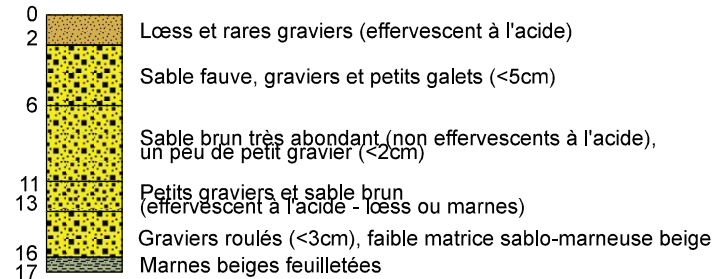 0
Lœss et rares graviers (effervescent à l'acide)
2
Sable fauve, graviers et petits galets (<5cm)
6
Sable brun très abondant (non effervescents à l'acide),
un peu de petit gravier (<2cm)
11
Petits graviers et sable brun
13
(effervescent à l'acide - lœss ou marnes)
Graviers roulés (<3cm), faible matrice sablo-marneuse beige
16
Marnes beiges feuilletées
17